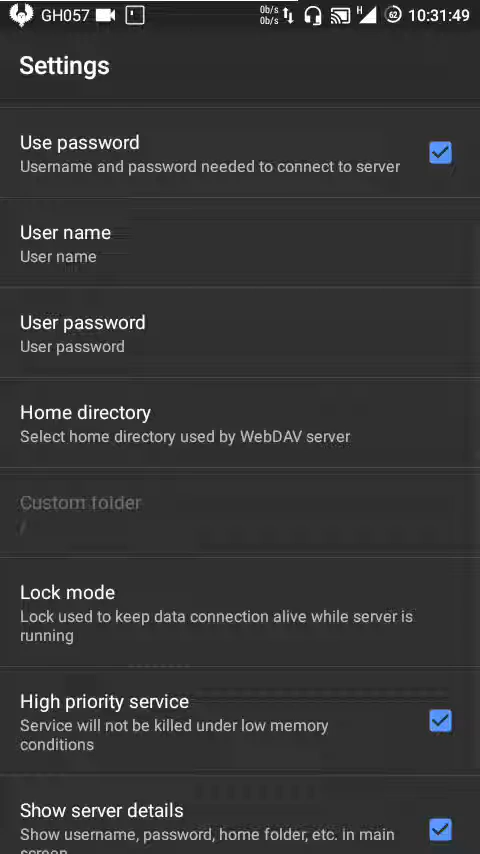 GH057
0b/s
0b/s
H
62
10:31:49
Settings
Use password
Username and password needed to connect to server
User name
User name
User password
User password
Home directory
Select home directory used by WebDAV server
Custom folder
/
Lock mode
Lock used to keep data connection alive while server is
running
High priority service
Service will not be killed under low memory
conditions
Show server details
Show username, password, home folder, etc. in main
screen